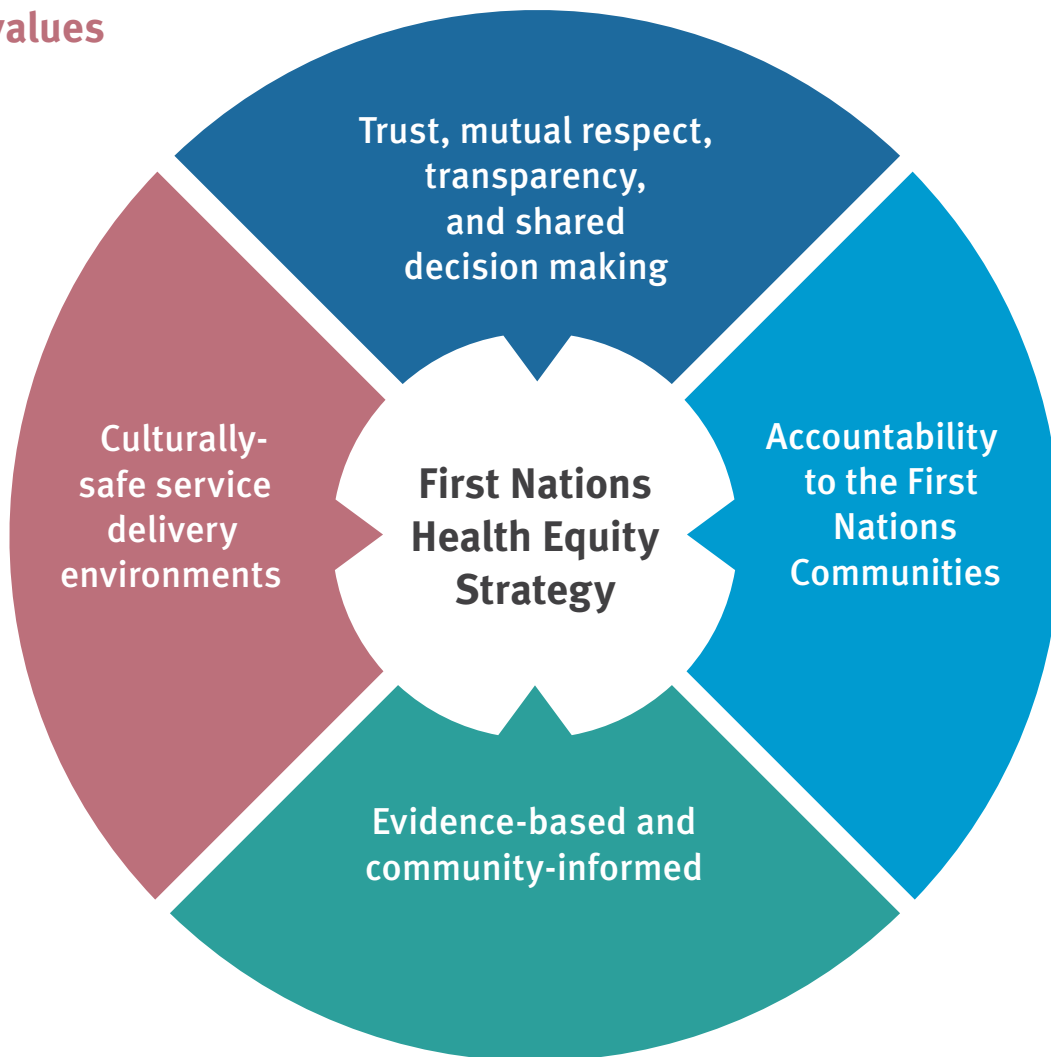 values
Trust, mutual respect,
transparency,
and shared
decision making
Culturally-
safe service
delivery
environments
First Nations
Health Equity
Strategy
Accountability
to the First
Nations
Communities
Evidence-based and
community-informed